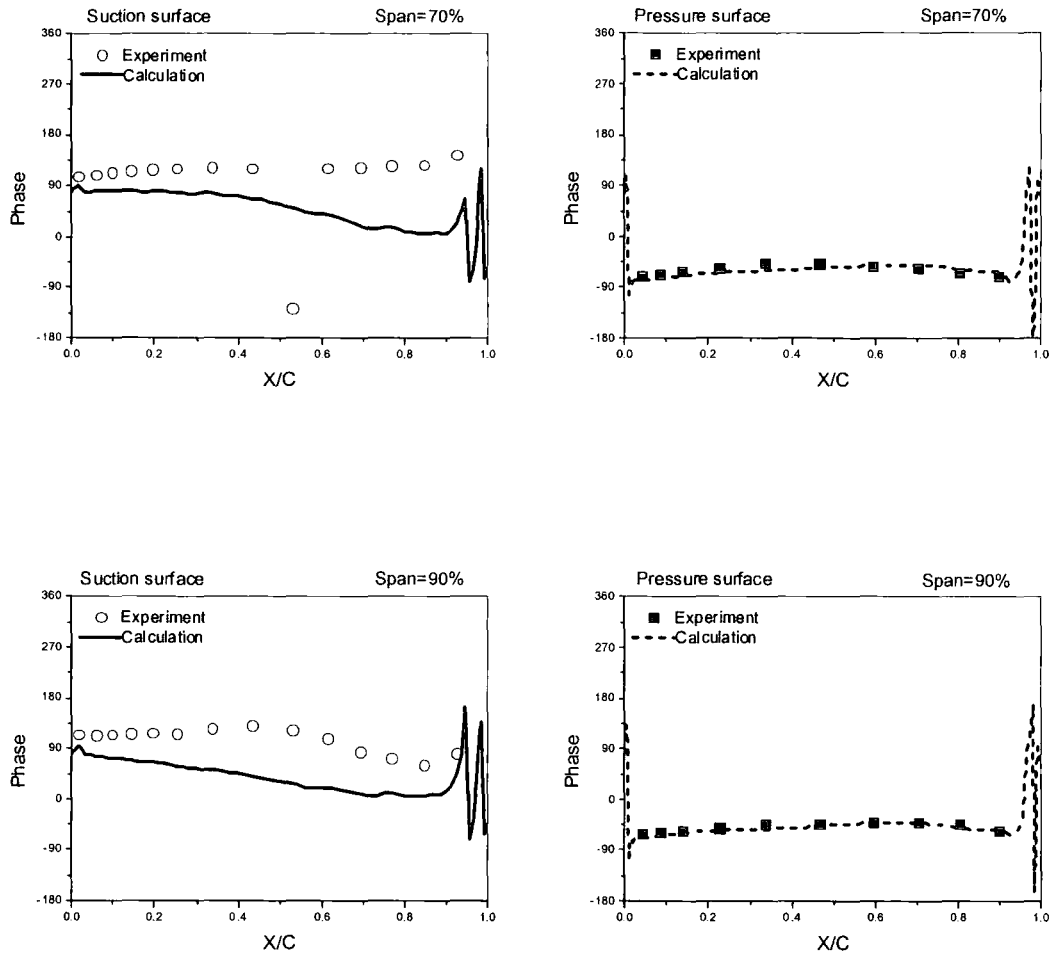 Suction surface Span=70%
360
270
180
90
0
-90
-180
Phase
Experiment
Calculation
0.0 0.2 0.4 0.6 0.8 1.0
X/C
Pressure surface Span=70%
360
270
180
90
0
-90
-180
Phase
Experiment
Calculation
0.0 0.2 0.4 0.6 0.8 1.0
X/C
Suction surface Span=90%
360
270
180
90
0
-90
-180
Phase
Experiment
Calculation
0.0 0.2 0.4 0.6 0.8 1.0
X/C
Pressure surface Span=90%
360
270
180
90
0
-90
-180
Phase
Experiment
Calculation
0.0 0.2 0.4 0.6 0.8 1.0
X/C